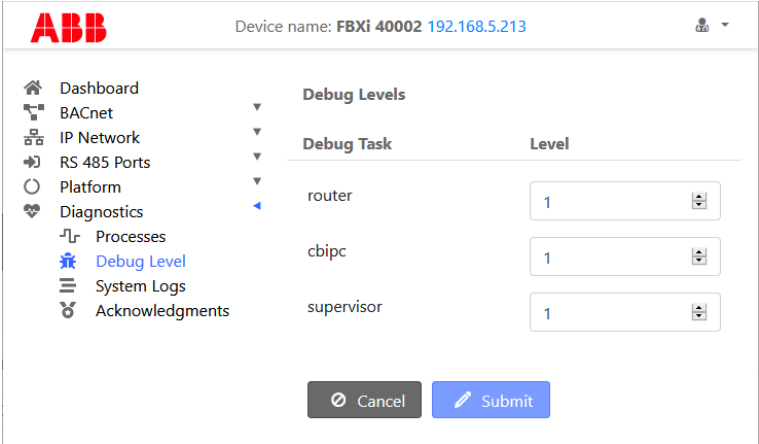 ABB
Device name: FBXi 40002 192.168.5.213
Dashboard
BACnet
IP Network
RS 485 Ports
Platform
Diagnostics
Processes
Debug Level
System Logs
Acknowledgments
Debug Levels
Debug Task Level
router 1
cbipc 1
supervisor 1
Cancel Submit